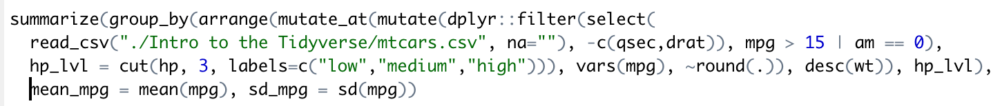 summarize(group_by(arrange(mutate_at(mutate(dplyr::filter(select(
read_csv("./Intro to the Tidyverse/mtcars.csv", na=""), -c(qsec,drat)), mpg > 15 | am == 0),
hp_lvl = cut(hp, 3, labels=c("low","medium","high"))), vars(mpg), ~round(.)), desc(wt)), hp_lvl),
mean_mpg = mean(mpg), sd_mpg = sd(mpg))